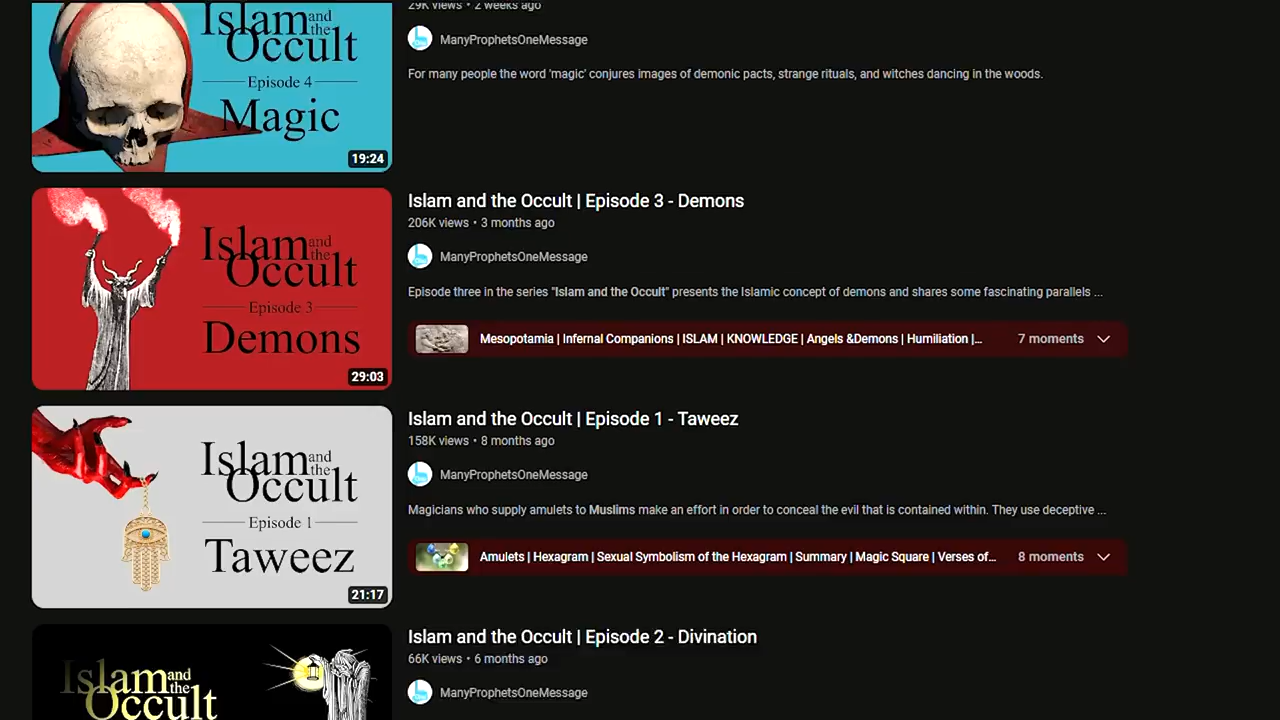 29K views • 2 weeks ago
Islam and the
Occult
Episode 4
Magic
19:24
ManyProphetsOneMessage
For many people the word 'magic' conjures images of demonic pacts, strange rituals, and witches dancing in the woods.
Islam and the
Occult
Episode 3
Demons
29:03
Islam and the Occult | Episode 3 - Demons
206K views • 3 months ago
ManyProphetsOneMessage
Episode three in the series "Islam and the Occult" presents the Islamic concept of demons and shares some fascinating parallels ...
Mesopotamia | Infernal Companions | ISLAM | KNOWLEDGE | Angels &Demons | Humiliation |... 7 moments
Islam and the
Occult
Episode 1
Taweez
21:17
Islam and the Occult | Episode 1 - Taweez
158K views • 8 months ago
ManyProphetsOneMessage
Magicians who supply amulets to Muslims make an effort in order to conceal the evil that is contained within. They use deceptive ...
Amulets | Hexagram | Sexual Symbolism of the Hexagram | Summary | Magic Square | Verses of... 8 moments
Islam and the
Occult
Islam and the Occult | Episode 2 - Divination
66K views • 6 months ago
ManyProphetsOneMessage